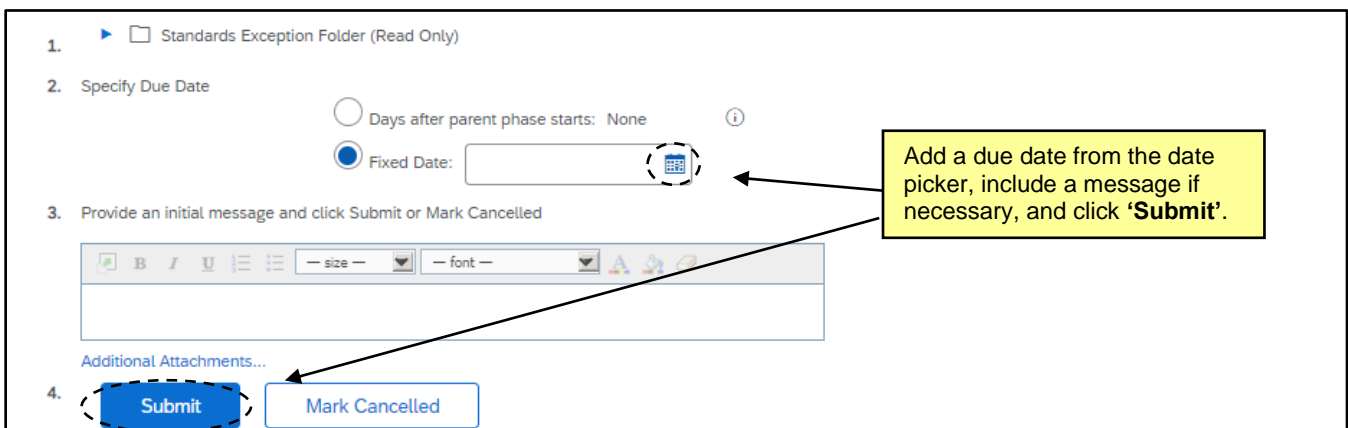 1. Standards Exception Folder (Read Only)
2. Specify Due Date
Days after parent phase starts: None
Fixed Date:
Add a due date from the date
picker, include a message if
necessary, and click ‘Submit’.
3. Provide an initial message and click Submit or Mark Cancelled
B I U — size — — font — A
Additional Attachments...
4. Submit Mark Cancelled